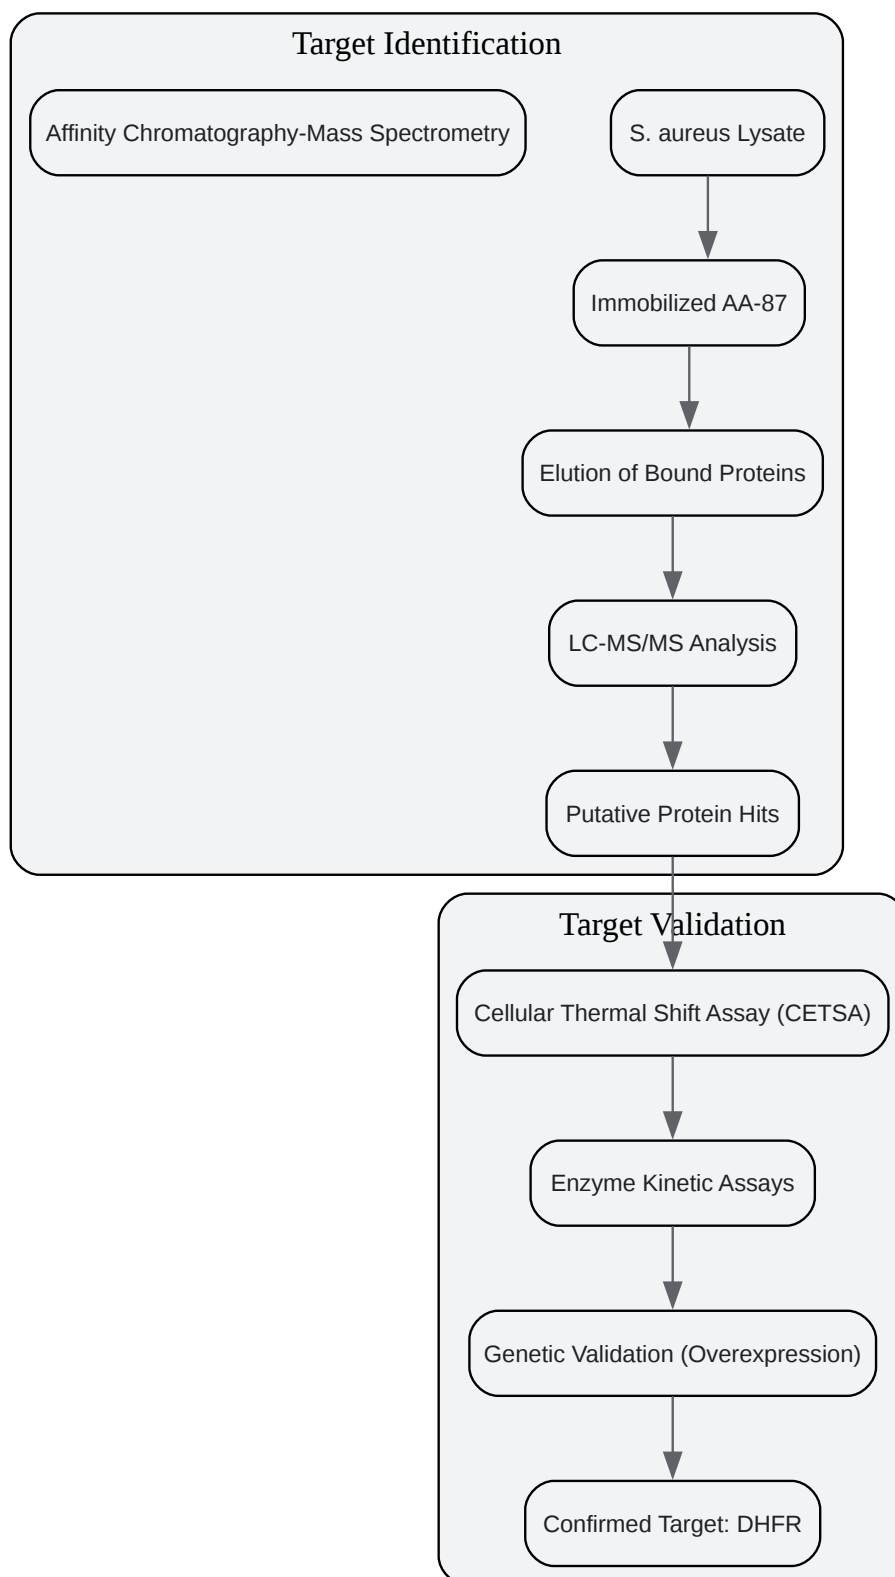 Target Identification
Affinity Chromatography-Mass Spectrometry
S. aureus Lysate
Immobilized AA-87
Elution of Bound Proteins
LC-MS/MS Analysis
Putative Protein Hits
Target Validation
Cellular Thermal Shift Assay (CETSA)
Enzyme Kinetic Assays
Genetic Validation (Overexpression)
Confirmed Target: DHFR